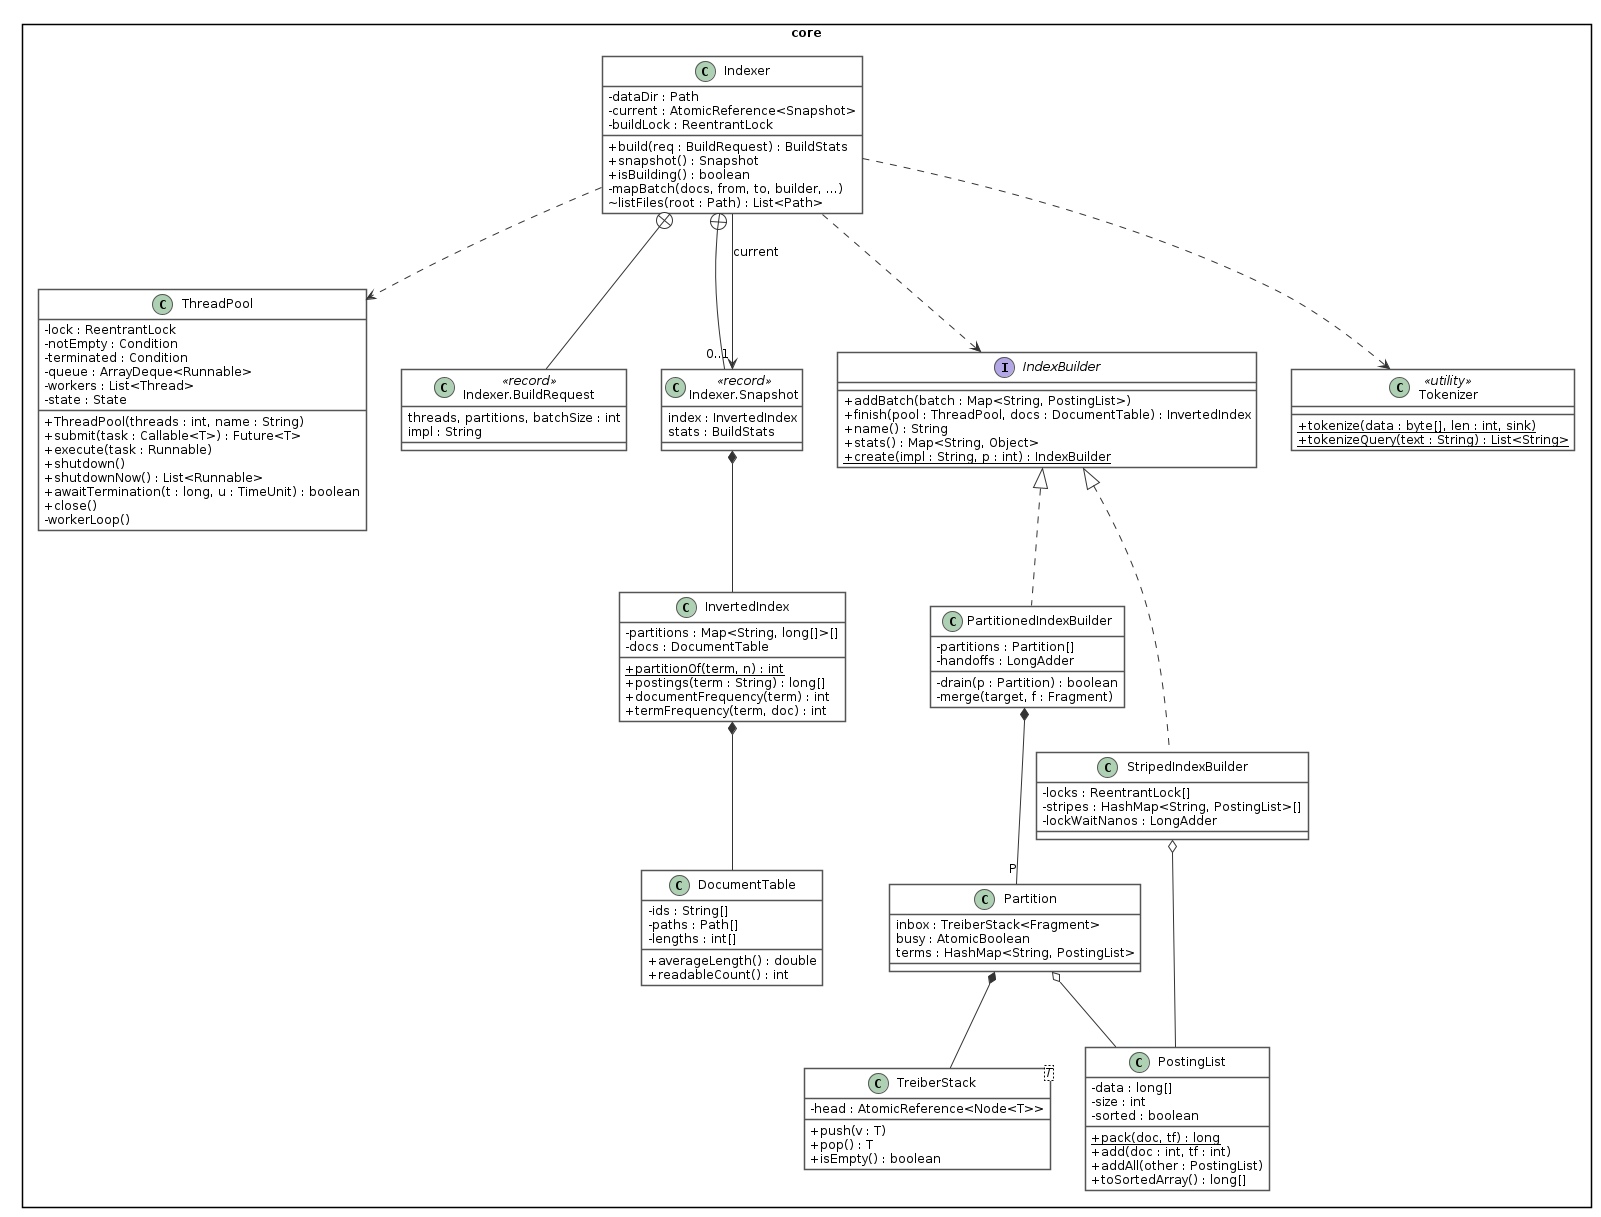 core
C Indexer
-dataDir : Path
-current : AtomicReference<Snapshot>
-buildLock : ReentrantLock
+build(req : BuildRequest) : BuildStats
+snapshot() : Snapshot
+isBuilding() : boolean
-mapBatch(docs, from, to, builder, ...)
~listFiles(root : Path) : List<Path>
current
0..1
C ThreadPool
-lock : ReentrantLock
-notEmpty : Condition
-terminated : Condition
-queue : ArrayDeque<Runnable>
-workers : List<Thread>
-state : State
+ThreadPool(threads : int, name : String)
+submit(task : Callable<T>) : Future<T>
+execute(task : Runnable)
+shutdown()
+shutdownNow() : List<Runnable>
+awaitTermination(t : long, u : TimeUnit) : boolean
+close()
-workerLoop()
C «record»
Indexer.BuildRequest
threads, partitions, batchSize : int
impl : String
C «record»
Indexer.Snapshot
index : InvertedIndex
stats : BuildStats
I IndexBuilder
+addBatch(batch : Map<String, PostingList>)
+finish(pool : ThreadPool, docs : DocumentTable) : InvertedIndex
+name() : String
+stats() : Map<String, Object>
+create(impl : String, p : int) : IndexBuilder
C «utility»
Tokenizer
+tokenize(data : byte[], len : int, sink)
+tokenizeQuery(text : String) : List<String>
C InvertedIndex
-partitions : Map<String, long[]>[]
-docs : DocumentTable
+partitionOf(term, n) : int
+postings(term : String) : long[]
+documentFrequency(term) : int
+termFrequency(term, doc) : int
C PartitionedIndexBuilder
-partitions : Partition[]
-handoffs : LongAdder
-drain(p : Partition) : boolean
-merge(target, f : Fragment)
C StripedIndexBuilder
-locks : ReentrantLock[]
-stripes : HashMap<String, PostingList>[]
-lockWaitNanos : LongAdder
P
C DocumentTable
-ids : String[]
-paths : Path[]
-lengths : int[]
+averageLength() : double
+readableCount() : int
C Partition
inbox : TreiberStack<Fragment>
busy : AtomicBoolean
terms : HashMap<String, PostingList>
C TreiberStack
T
-head : AtomicReference<Node<T>>
+push(v : T)
+pop() : T
+isEmpty() : boolean
C PostingList
-data : long[]
-size : int
-sorted : boolean
+pack(doc, tf) : long
+add(doc : int, tf : int)
+addAll(other : PostingList)
+toSortedArray() : long[]